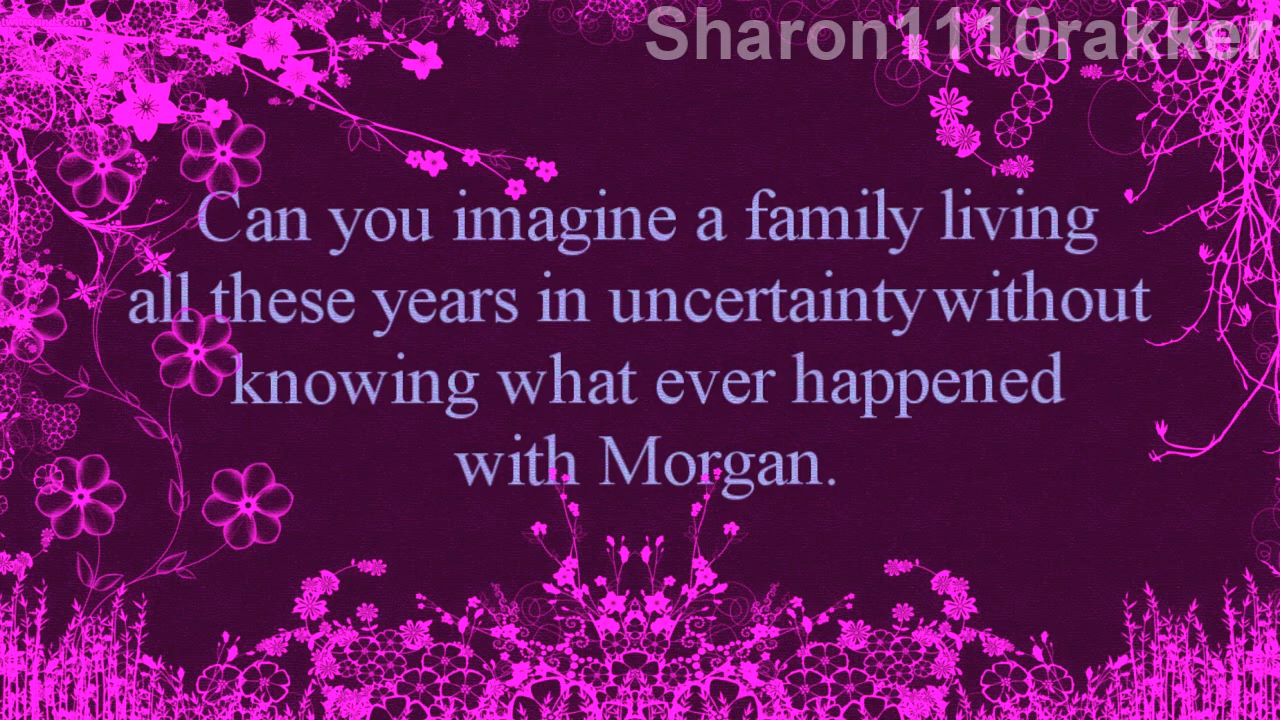 Sharon1110rakker
Can you imagine a family living
all these years in uncertainty without
knowing what ever happened
with Morgan.